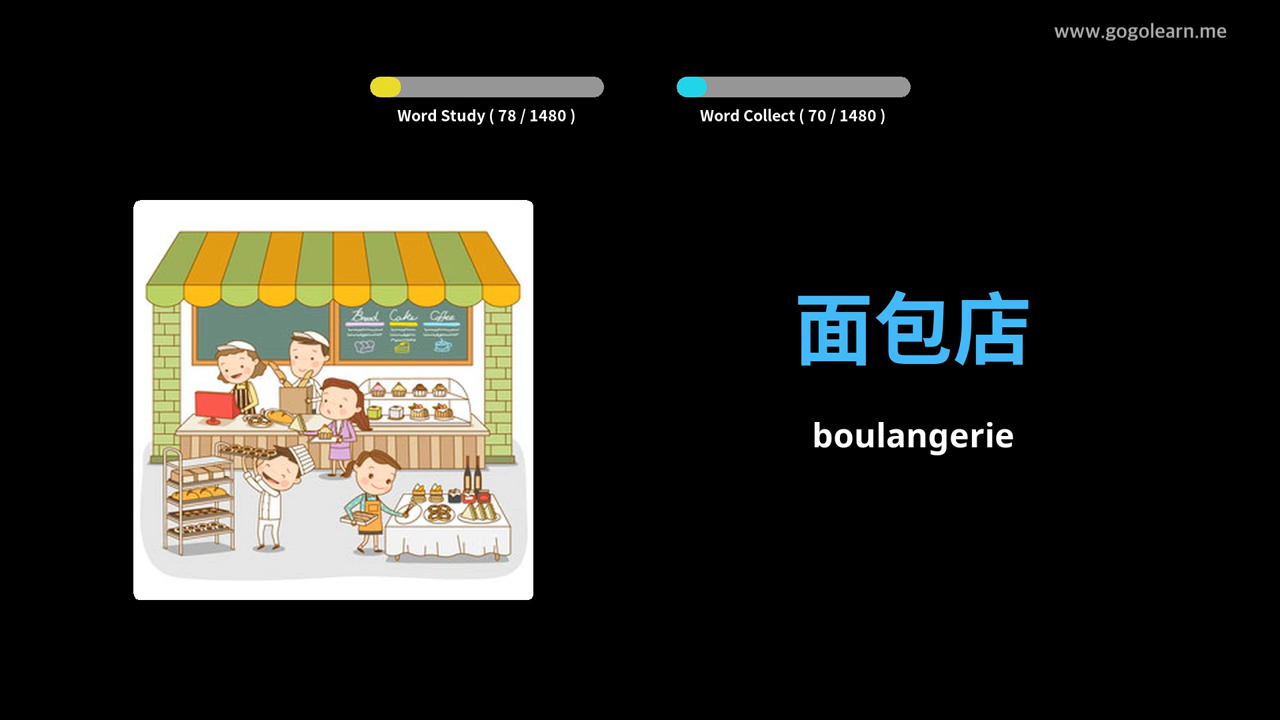 www.gogolearn.me
Word Study ( 78 / 1480 )
Word Collect ( 70 / 1480 )
Bread Cake Coffee
面包店
boulangerie